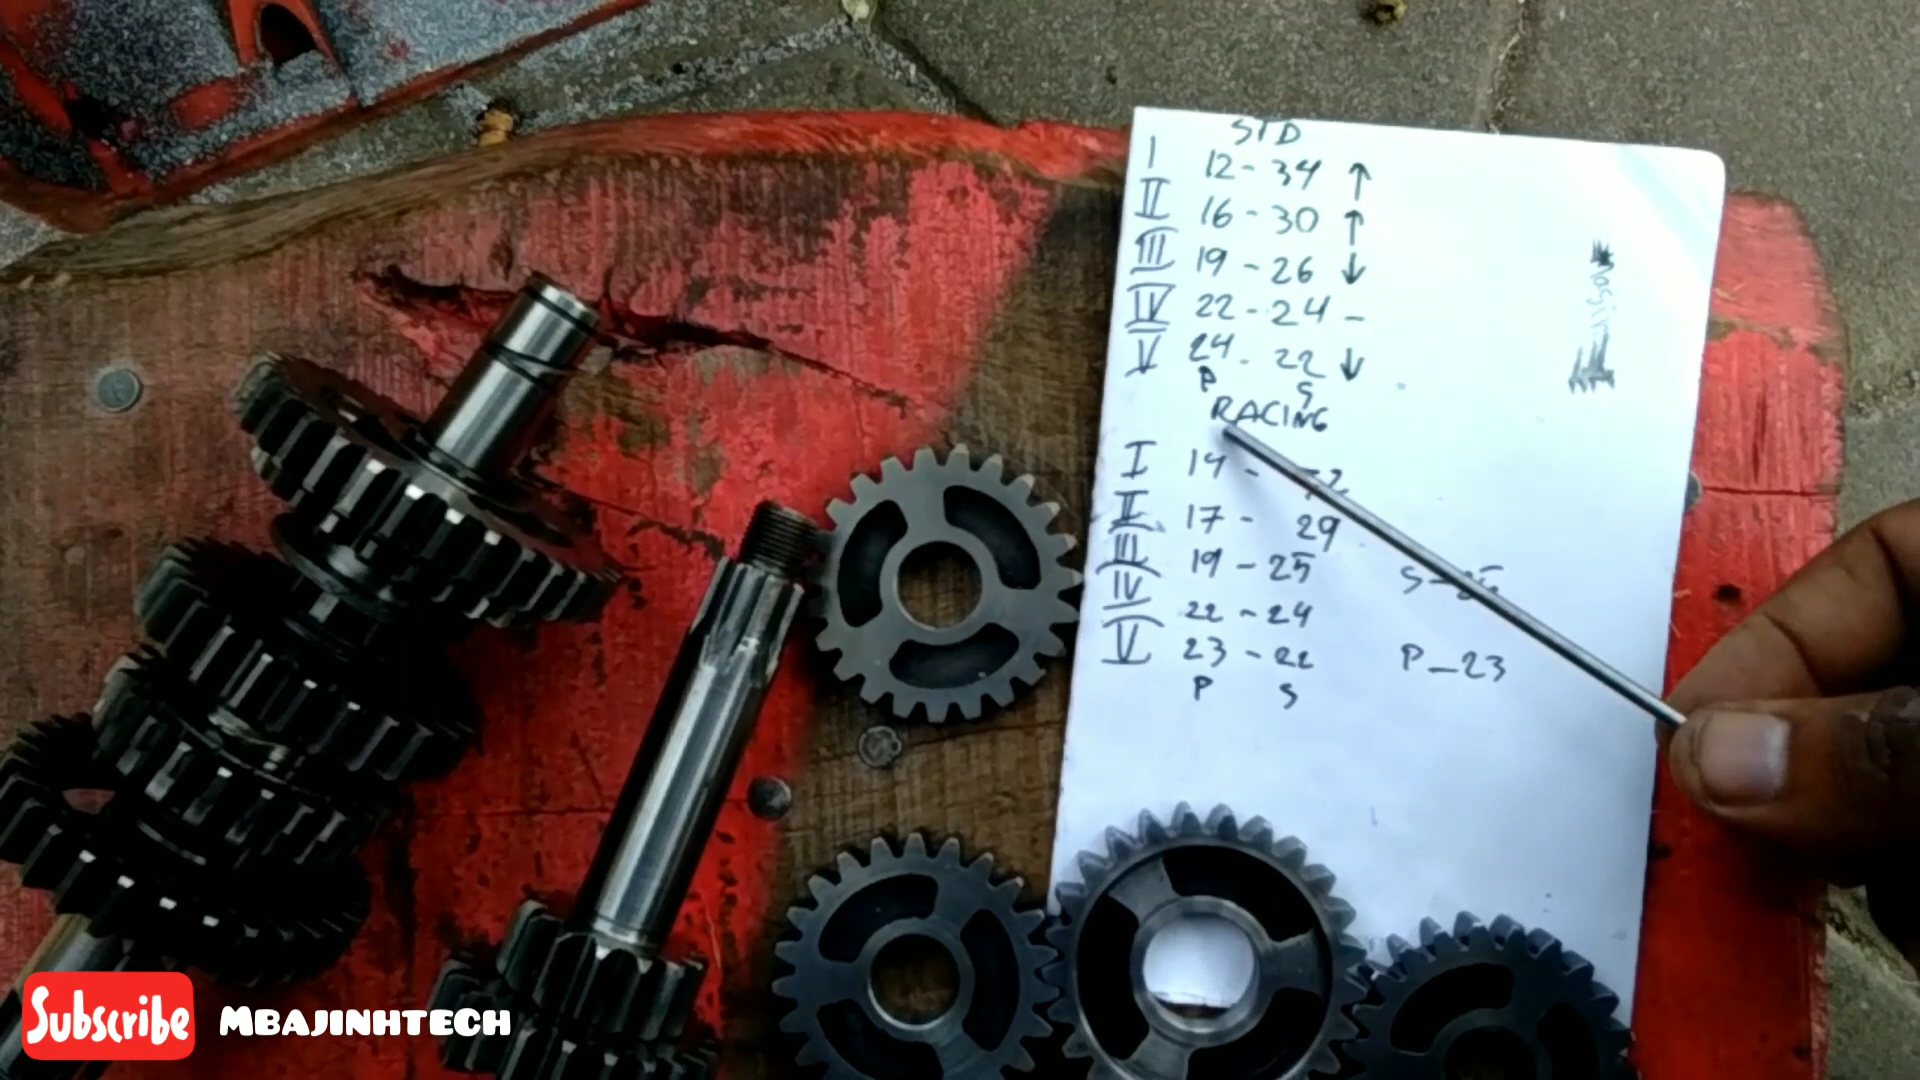 STD
I 12 - 34 ↑
II 16 - 30 ↑
III 19 - 26 ↓
IV 22 - 24 -
V 24 - 22 ↓
P S
RACING
I 14 -
II 17 - 29
III 19 - 25 S -
IV 22 - 24
V 23 - 22 P - 23
P S
Subscribe MBAJINHTECH